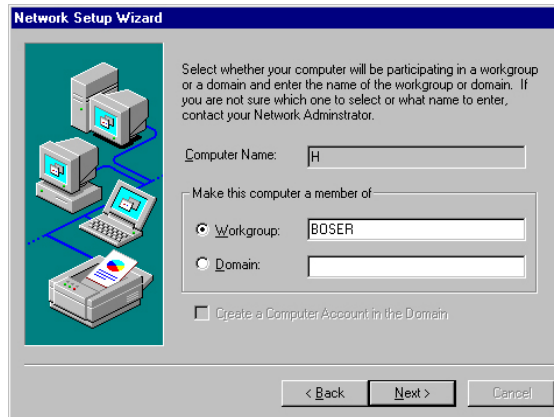 Network Setup Wizard
Select whether your computer will be participating in a workgroup
or a domain and enter the name of the workgroup or domain. If
you are not sure which one to select or what name to enter,
contact your Network Adminstrator.
Computer Name: H
Make this computer a member of
Workgroup: BOSER
Domain:
Create a Computer Account in the Domain
< Back Next > Cancel